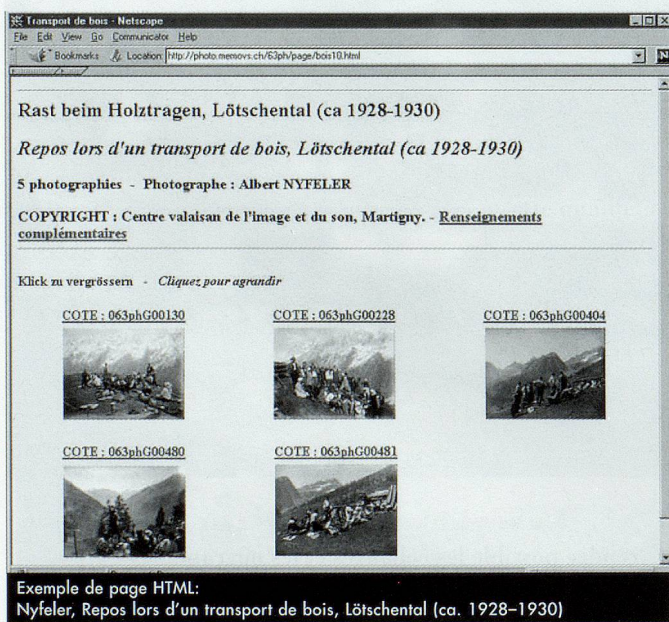 Transport de bois - Netscape
File Edit View Go Communicator Help
Bookmarks Location: http://photo.memovs.ch/63ph/page/bois10.html
N
Rast beim Holztragen, Lötschental (ca 1928-1930)
Repos lors d'un transport de bois, Lötschental (ca 1928-1930)
5 photographies - Photographe : Albert NYFELER
COPYRIGHT : Centre valaisan de l'image et du son, Martigny. - Renseignements
complémentaires
Klick zu vergrössern - Cliquez pour agrandir
COTE : 063phG00130 COTE : 063phG00228 COTE : 063phG00404
COTE : 063phG00480 COTE : 063phG00481
Exemple de page HTML:
Nyfeler, Repos lors d'un transport de bois, Lötschental (ca. 1928–1930)